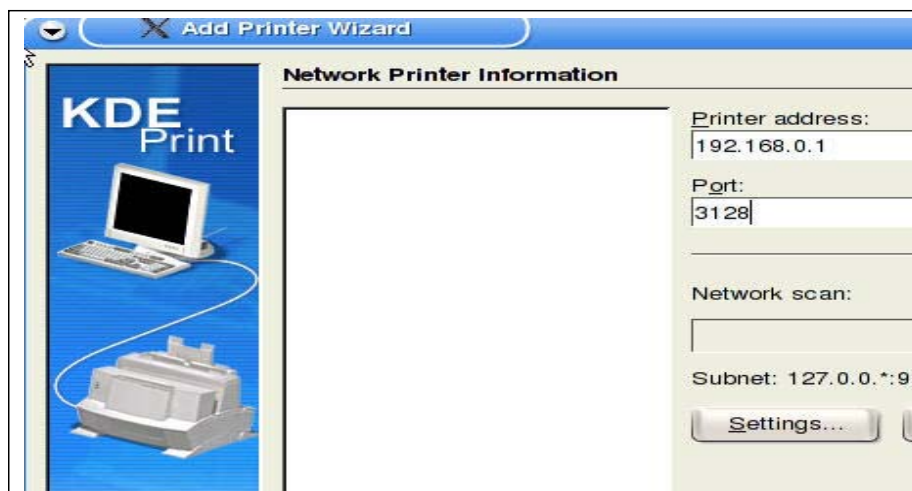 Add Printer Wizard
Network Printer Information
KDE
Print
Printer address:
192.168.0.1
Port:
3128
Network scan:
Subnet: 127.0.0.*:9
Settings...